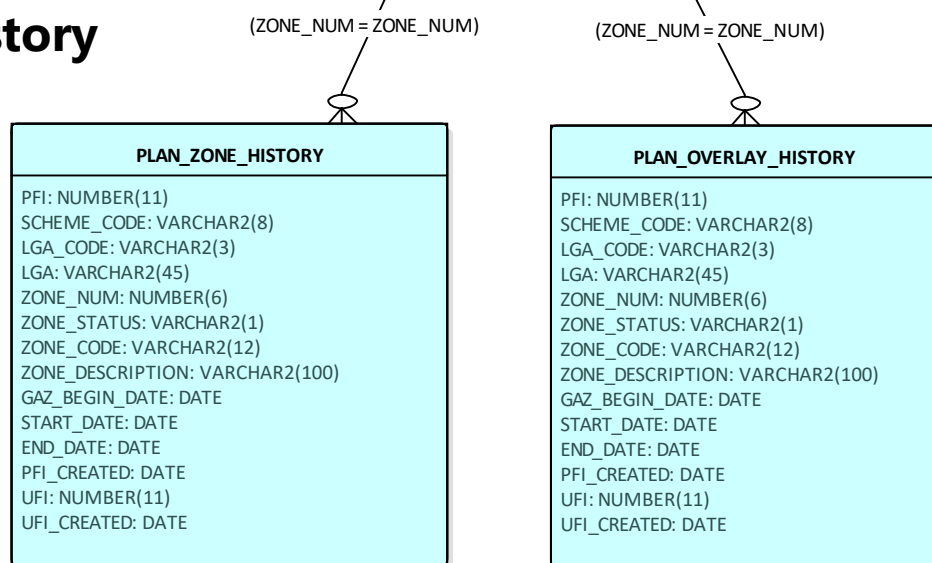 story
(ZONE_NUM = ZONE_NUM)
(ZONE_NUM = ZONE_NUM)
PLAN_ZONE_HISTORY
PFI: NUMBER(11)
SCHEME_CODE: VARCHAR2(8)
LGA_CODE: VARCHAR2(3)
LGA: VARCHAR2(45)
ZONE_NUM: NUMBER(6)
ZONE_STATUS: VARCHAR2(1)
ZONE_CODE: VARCHAR2(12)
ZONE_DESCRIPTION: VARCHAR2(100)
GAZ_BEGIN_DATE: DATE
START_DATE: DATE
END_DATE: DATE
PFI_CREATED: DATE
UFI: NUMBER(11)
UFI_CREATED: DATE
PLAN_OVERLAY_HISTORY
PFI: NUMBER(11)
SCHEME_CODE: VARCHAR2(8)
LGA_CODE: VARCHAR2(3)
LGA: VARCHAR2(45)
ZONE_NUM: NUMBER(6)
ZONE_STATUS: VARCHAR2(1)
ZONE_CODE: VARCHAR2(12)
ZONE_DESCRIPTION: VARCHAR2(100)
GAZ_BEGIN_DATE: DATE
START_DATE: DATE
END_DATE: DATE
PFI_CREATED: DATE
UFI: NUMBER(11)
UFI_CREATED: DATE